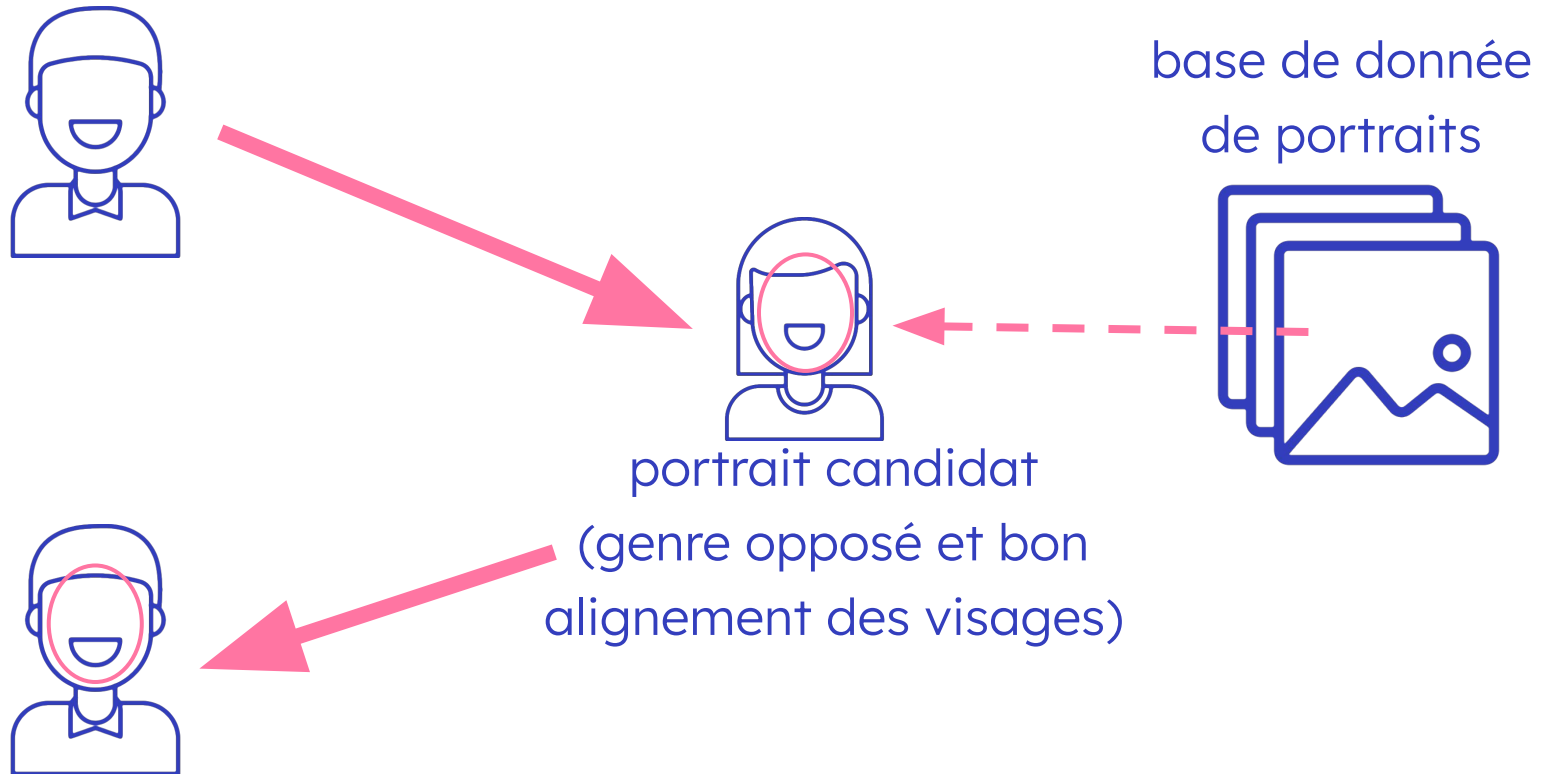 base de donnée
de portraits
portrait candidat
(genre opposé et bon
alignement des visages)